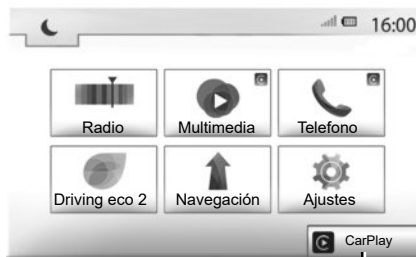 16:00
Radio
Multimedia
Telefono
Driving eco 2
Navegación
Ajustes
CarPlay